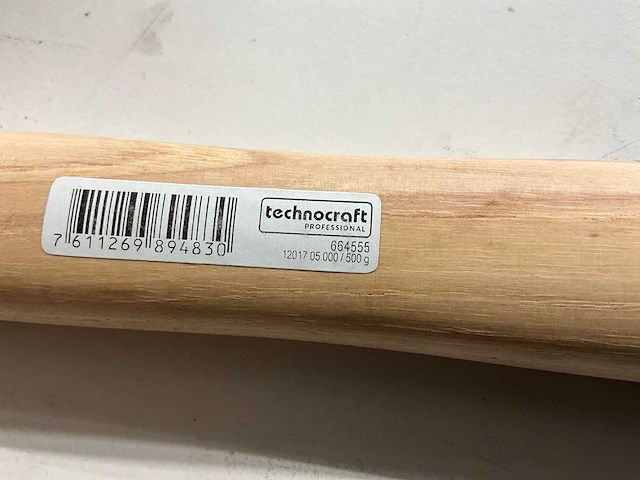 7 611269 894830
technocraft
PROFESSIONAL
664555
12017 05.000 / 500 g